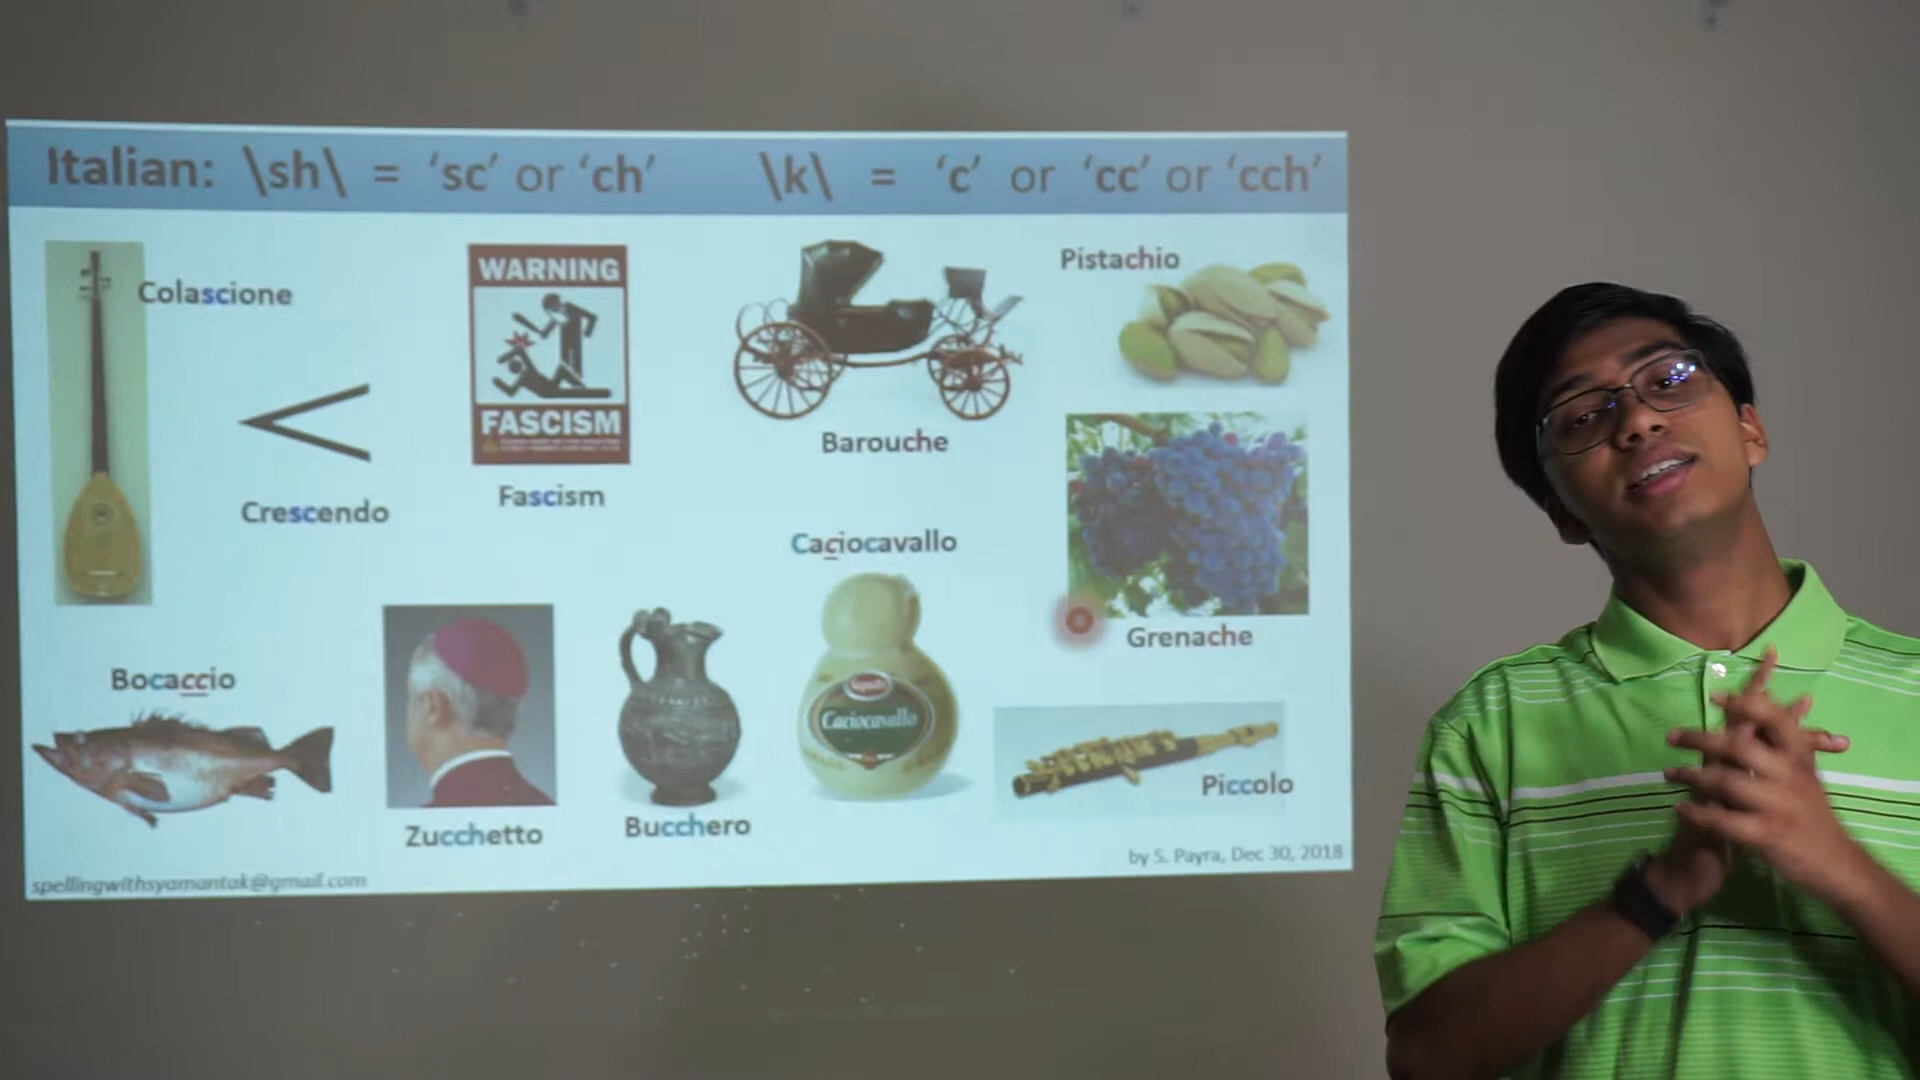 Italian: \sh\ = ‘sc’ or ‘ch’ \k\ = ‘c’ or ‘cc’ or ‘cch’
Colascione
Crescendo
WARNING
FASCISM
Fascism
Barouche
Pistachio
Grenache
Caciocavallo
Caciocavallo
Bocaccio
Zucchetto
Bucchero
Piccolo
by S. Payra, Dec 30, 2018
spellingwithsyamantak@gmail.com